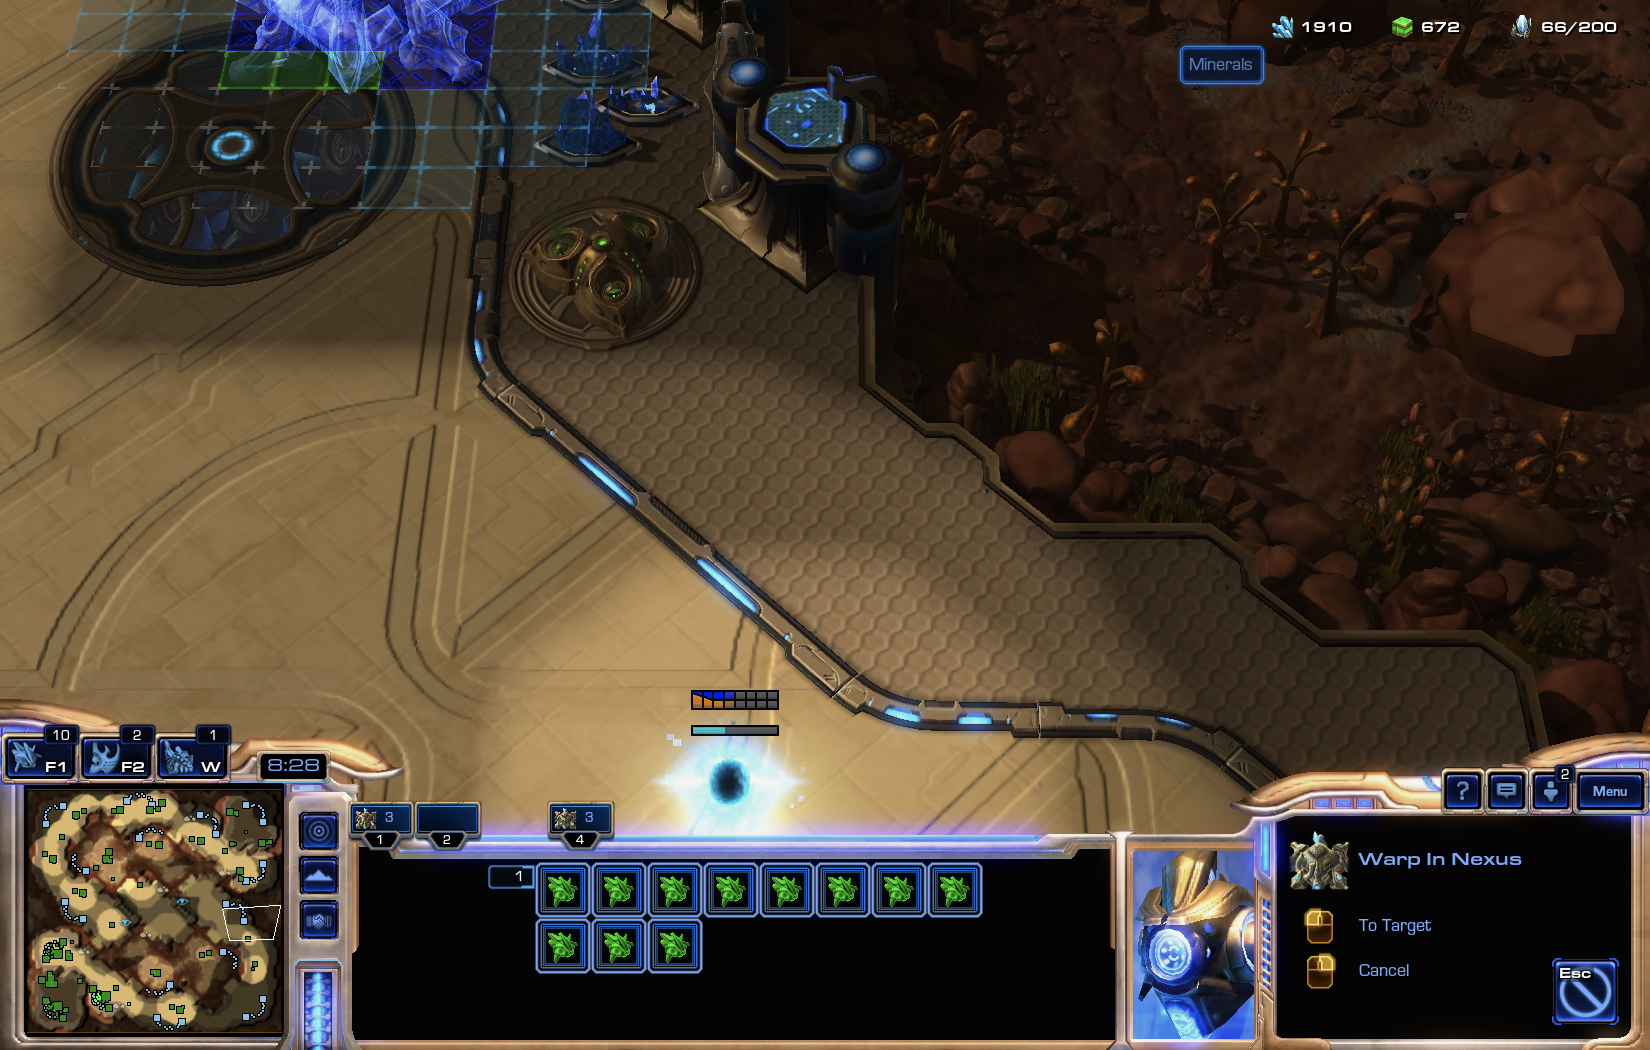 1910
672
66/200
Minerals
10
2
1
F1
F2
W
8:28
2
?
Menu
3
3
1
2
4
1
Warp In Nexus
To Target
Cancel
Esc